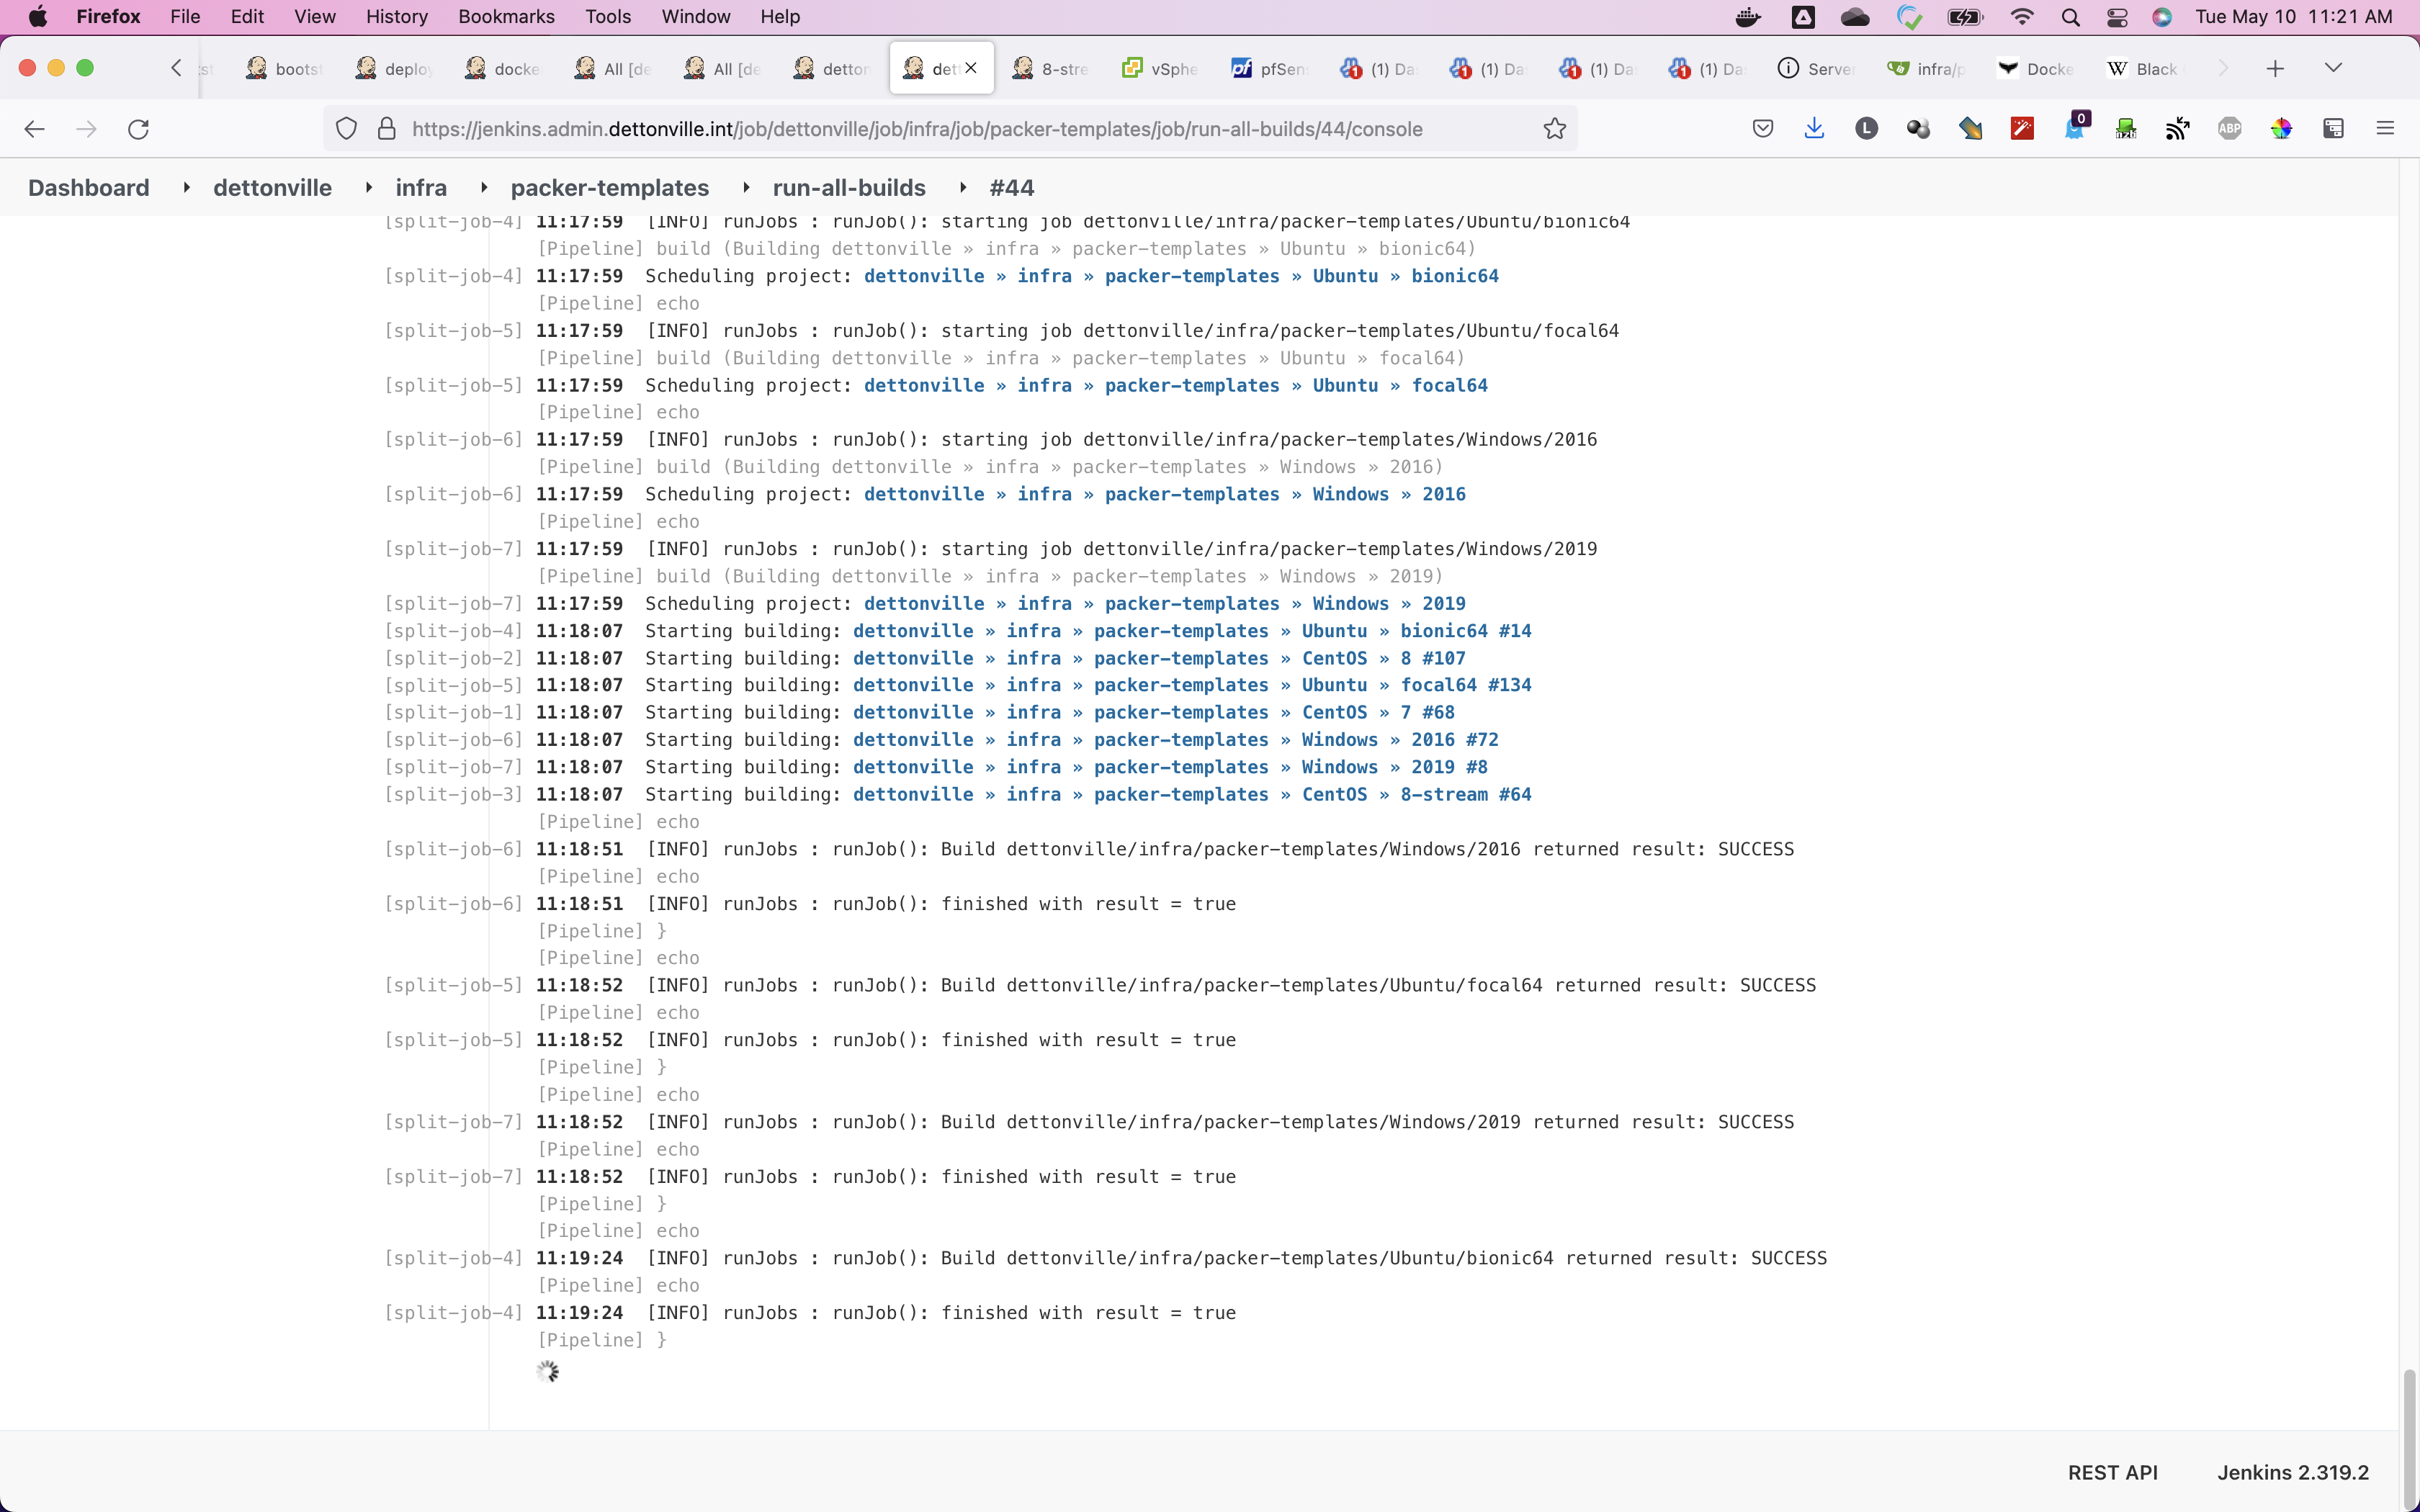 Firefox File Edit View History Bookmarks Tools Window Help Tue May 10 11:21 AM
boots deploy docke All [de All [de detton det 8-stre vSphe pfSen (1) Da (1) Da (1) Da (1) Da Server infra/p Docke Black
https://jenkins.admin.dettonville.int/job/dettonville/job/infra/job/packer-templates/job/run-all-builds/44/console
Dashboard dettonville infra packer-templates run-all-builds #44
[split-job-4] 11:17:59 [INFO] runJobs : runJob(): starting job dettonville/infra/packer-templates/Ubuntu/bionic64
[Pipeline] build (Building dettonville » infra » packer-templates » Ubuntu » bionic64)
[split-job-4] 11:17:59 Scheduling project: dettonville » infra » packer-templates » Ubuntu » bionic64
[Pipeline] echo
[split-job-5] 11:17:59 [INFO] runJobs : runJob(): starting job dettonville/infra/packer-templates/Ubuntu/focal64
[Pipeline] build (Building dettonville » infra » packer-templates » Ubuntu » focal64)
[split-job-5] 11:17:59 Scheduling project: dettonville » infra » packer-templates » Ubuntu » focal64
[Pipeline] echo
[split-job-6] 11:17:59 [INFO] runJobs : runJob(): starting job dettonville/infra/packer-templates/Windows/2016
[Pipeline] build (Building dettonville » infra » packer-templates » Windows » 2016)
[split-job-6] 11:17:59 Scheduling project: dettonville » infra » packer-templates » Windows » 2016
[Pipeline] echo
[split-job-7] 11:17:59 [INFO] runJobs : runJob(): starting job dettonville/infra/packer-templates/Windows/2019
[Pipeline] build (Building dettonville » infra » packer-templates » Windows » 2019)
[split-job-7] 11:17:59 Scheduling project: dettonville » infra » packer-templates » Windows » 2019
[split-job-4] 11:18:07 Starting building: dettonville » infra » packer-templates » Ubuntu » bionic64 #14
[split-job-2] 11:18:07 Starting building: dettonville » infra » packer-templates » CentOS » 8 #107
[split-job-5] 11:18:07 Starting building: dettonville » infra » packer-templates » Ubuntu » focal64 #134
[split-job-1] 11:18:07 Starting building: dettonville » infra » packer-templates » CentOS » 7 #68
[split-job-6] 11:18:07 Starting building: dettonville » infra » packer-templates » Windows » 2016 #72
[split-job-7] 11:18:07 Starting building: dettonville » infra » packer-templates » Windows » 2019 #8
[split-job-3] 11:18:07 Starting building: dettonville » infra » packer-templates » CentOS » 8-stream #64
[Pipeline] echo
[split-job-6] 11:18:51 [INFO] runJobs : runJob(): Build dettonville/infra/packer-templates/Windows/2016 returned result: SUCCESS
[Pipeline] echo
[split-job-6] 11:18:51 [INFO] runJobs : runJob(): finished with result = true
[Pipeline] }
[Pipeline] echo
[split-job-5] 11:18:52 [INFO] runJobs : runJob(): Build dettonville/infra/packer-templates/Ubuntu/focal64 returned result: SUCCESS
[Pipeline] echo
[split-job-5] 11:18:52 [INFO] runJobs : runJob(): finished with result = true
[Pipeline] }
[Pipeline] echo
[split-job-7] 11:18:52 [INFO] runJobs : runJob(): Build dettonville/infra/packer-templates/Windows/2019 returned result: SUCCESS
[Pipeline] echo
[split-job-7] 11:18:52 [INFO] runJobs : runJob(): finished with result = true
[Pipeline] }
[Pipeline] echo
[split-job-4] 11:19:24 [INFO] runJobs : runJob(): Build dettonville/infra/packer-templates/Ubuntu/bionic64 returned result: SUCCESS
[Pipeline] echo
[split-job-4] 11:19:24 [INFO] runJobs : runJob(): finished with result = true
[Pipeline] }
REST API Jenkins 2.319.2